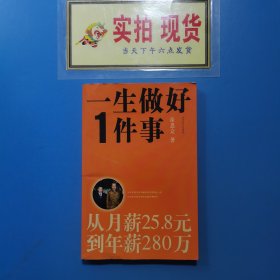 实拍 现货
当天下午六点发货
一生做好
1件事
著
从月薪25.8元
到年薪280万